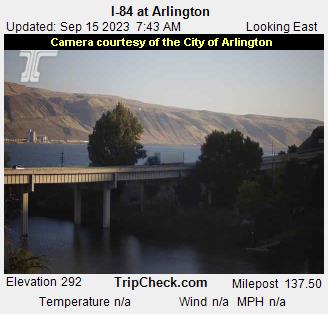 I-84 at Arlington
Updated: Sep 15 2023 7:43 AM Looking East
Camera courtesy of the City of Arlington
Elevation 292 TripCheck.com Milepost 137.50
Temperature n/a Wind n/a MPH n/a